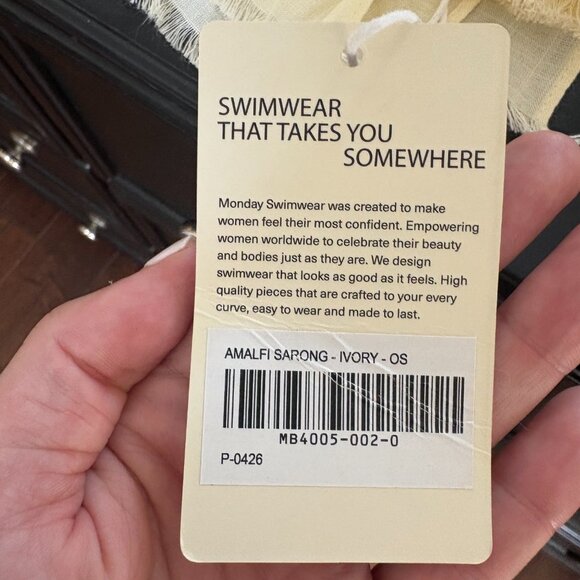 SWIMWEAR
THAT TAKES YOU
SOMEWHERE
Monday Swimwear was created to make
women feel their most confident. Empowering
women worldwide to celebrate their beauty
and bodies just as they are. We design
swimwear that looks as good as it feels. High
quality pieces that are crafted to your every
curve, easy to wear and made to last.
AMALFI SARONG - IVORY - OS
MB4005-002-0
P-0426